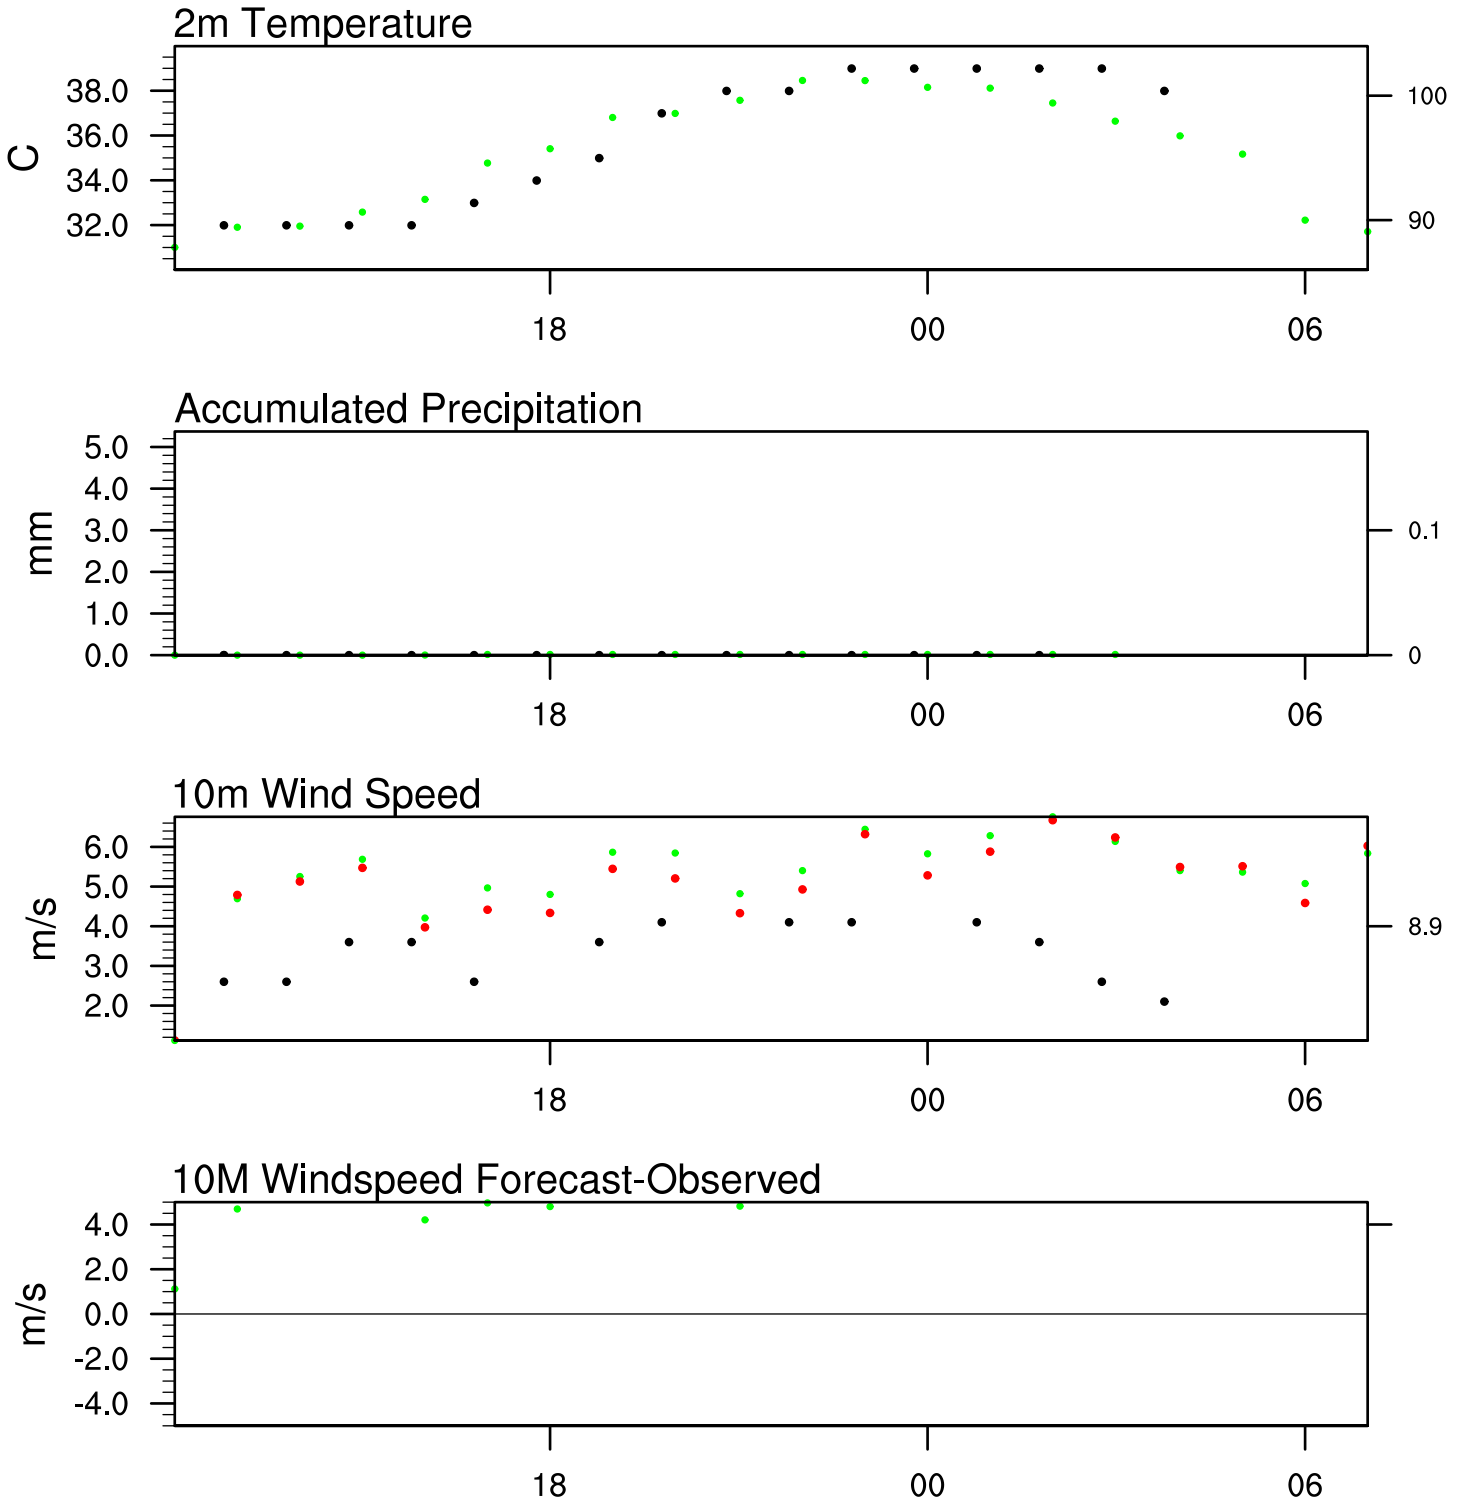 2m Temperature
38.0
36.0
34.0
32.0
C
100
90
18 00 06
Accumulated Precipitation
5.0
4.0
3.0
2.0
1.0
0.0
mm
0.1
0
18 00 06
10m Wind Speed
6.0
5.0
4.0
3.0
2.0
m/s
8.9
18 00 06
10M Windspeed Forecast-Observed
4.0
2.0
0.0
-2.0
-4.0
m/s
18 00 06